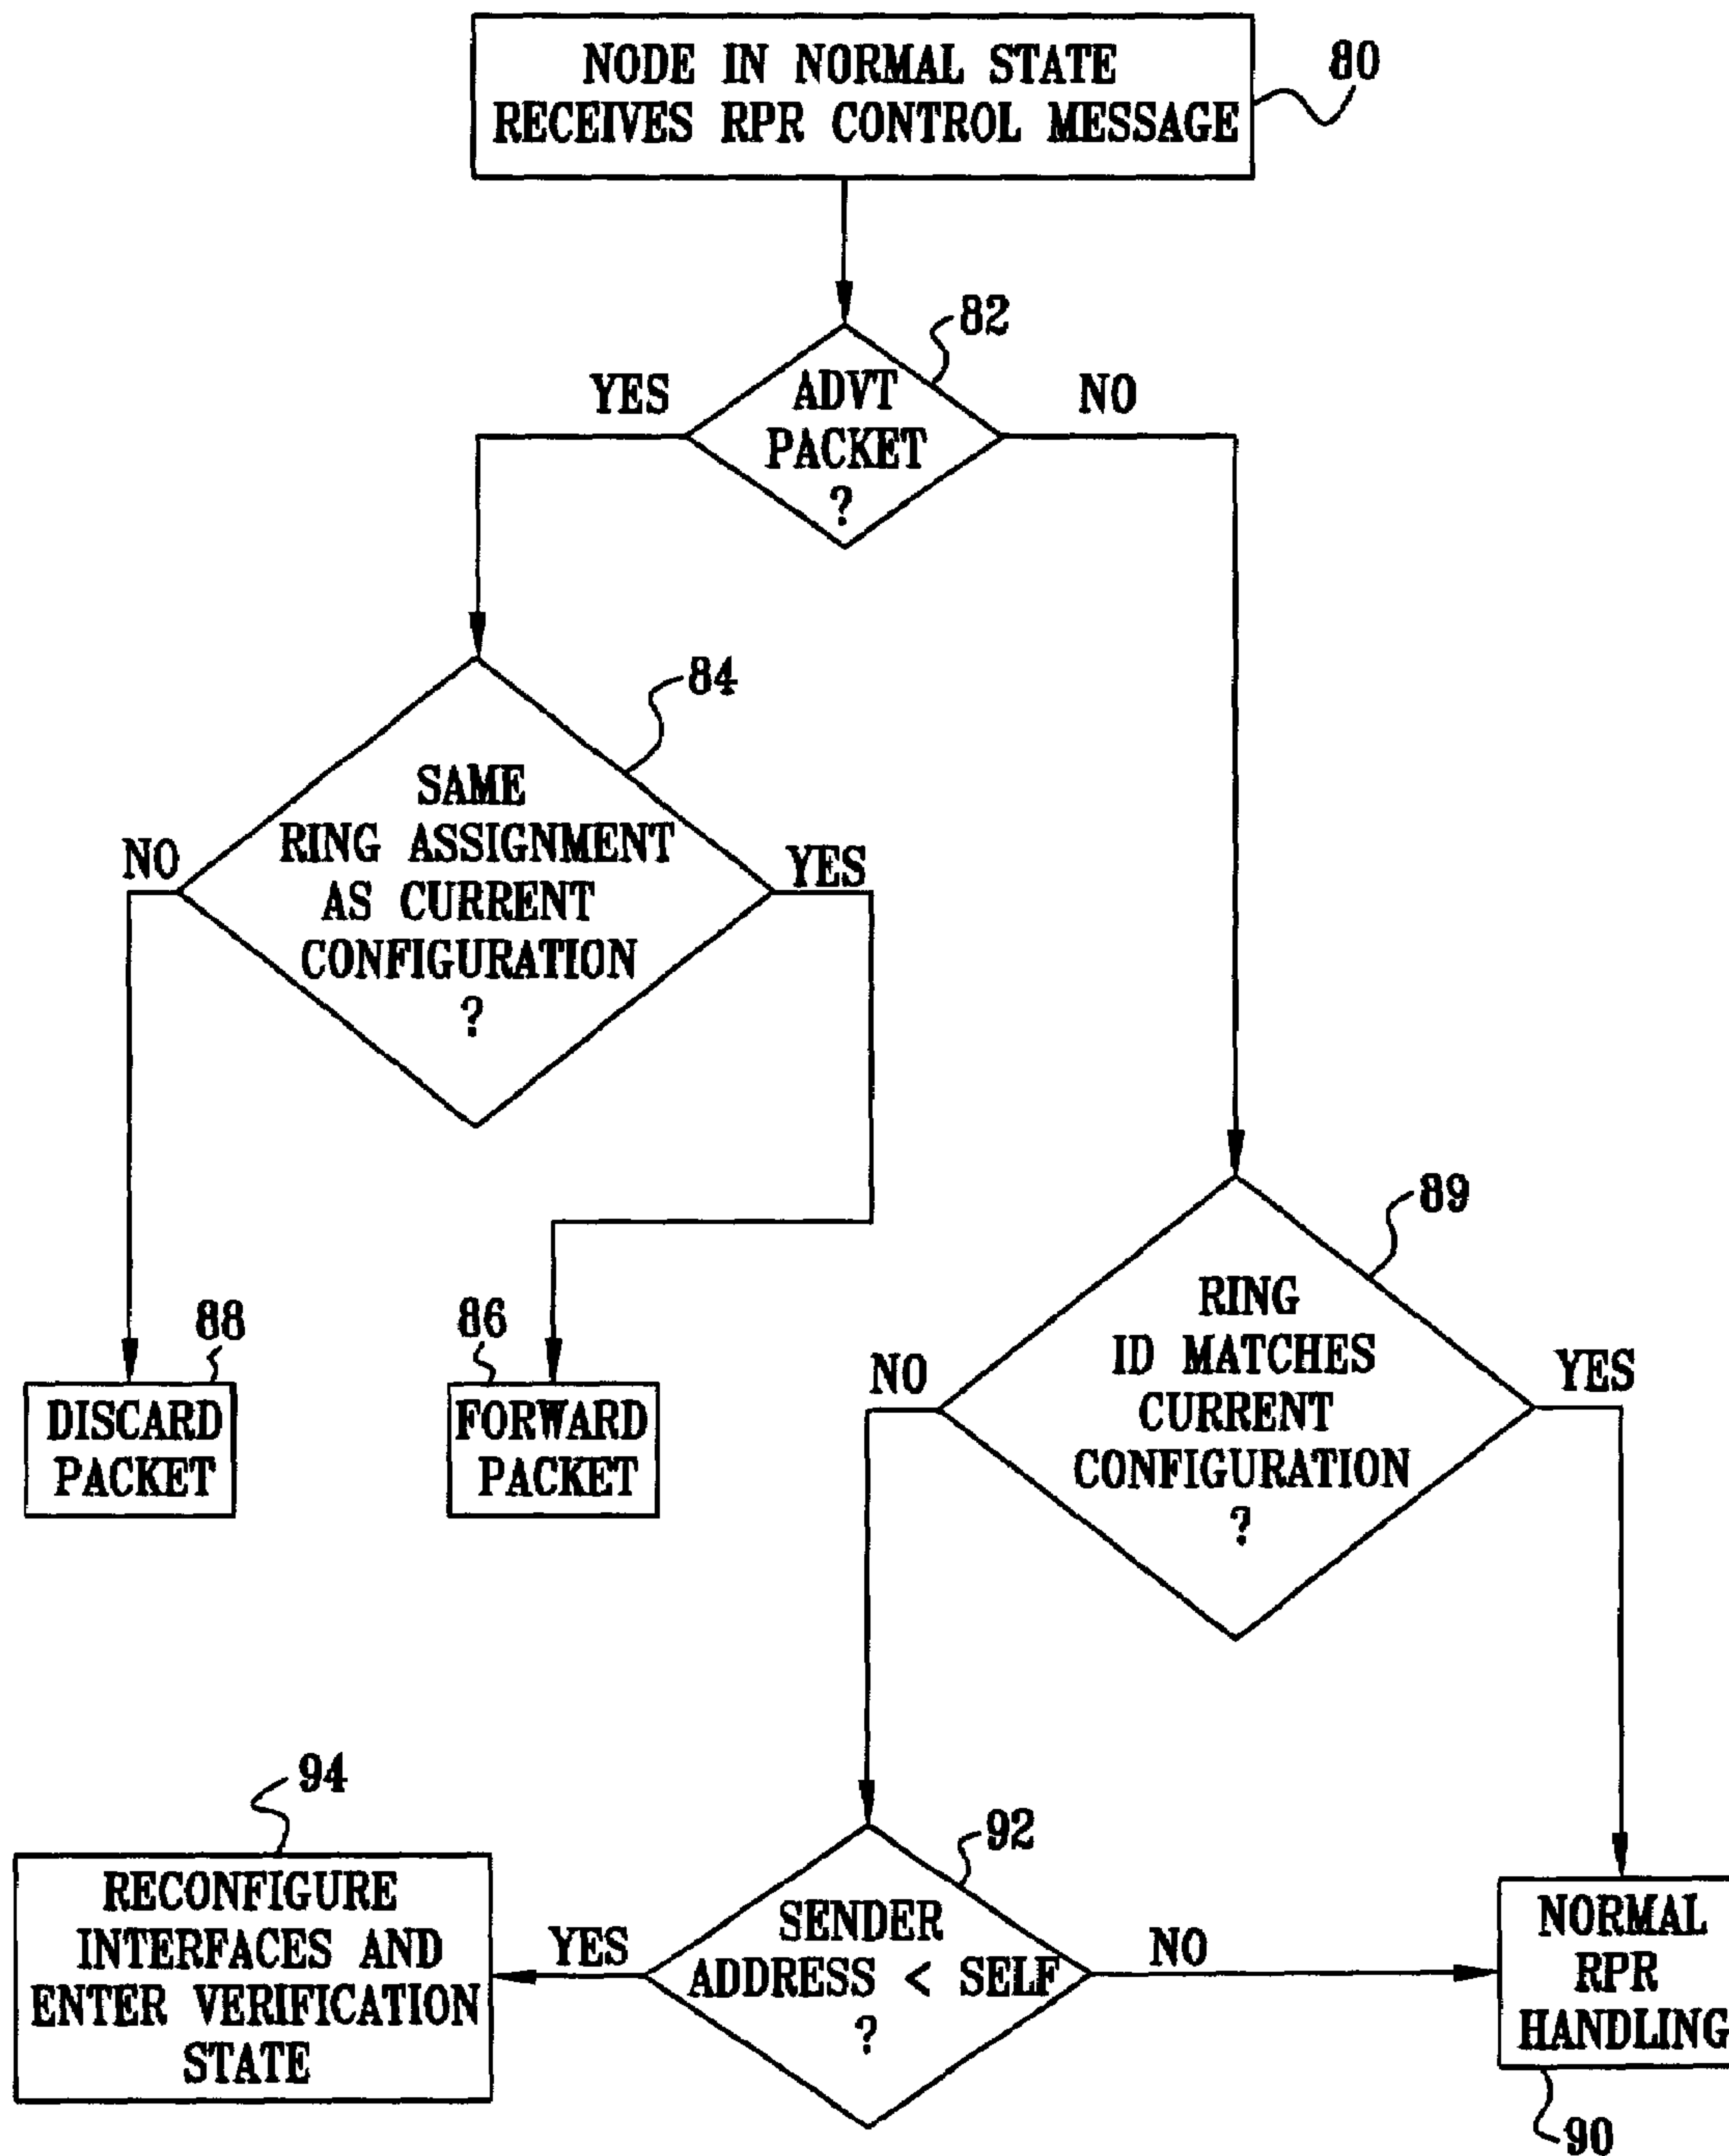 NODE IN NORMAL STATE
RECEIVES RPR CONTROL MESSAGE
80
82
YES
ADVT
PACKET
?
NO
84
SAME
RING ASSIGNMENT
AS CURRENT
CONFIGURATION
?
NO
YES
89
88
DISCARD
PACKET
86
FORWARD
PACKET
RING
ID MATCHES
CURRENT
CONFIGURATION
?
NO
YES
94
RECONFIGURE
INTERFACES AND
ENTER VERIFICATION
STATE
YES
92
SENDER
ADDRESS < SELF
?
NO
NORMAL
RPR
HANDLING
90